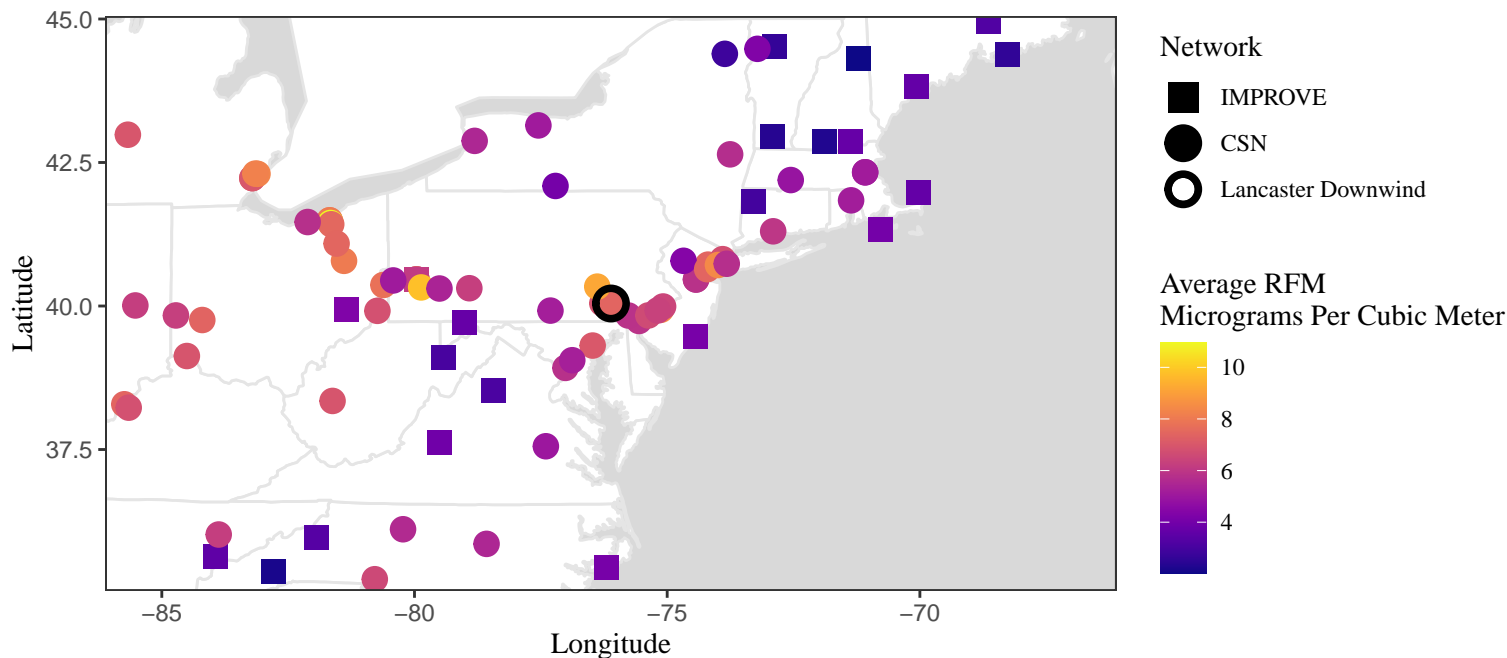 45.0
42.5
40.0
37.5
Latitude
−85
−80
−75
−70
Longitude
Network
IMPROVE
CSN
Lancaster Downwind
Average RFM
Micrograms Per Cubic Meter
10
8
6
4